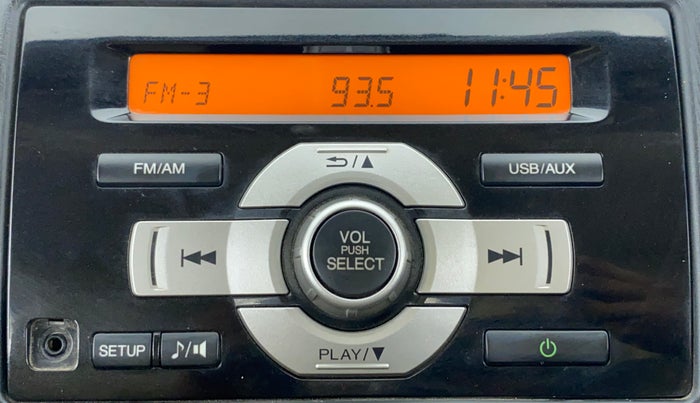 FM-3 93.5 11:45
FM/AM
USB/AUX
VOL
PUSH
SELECT
SETUP
PLAY/▼